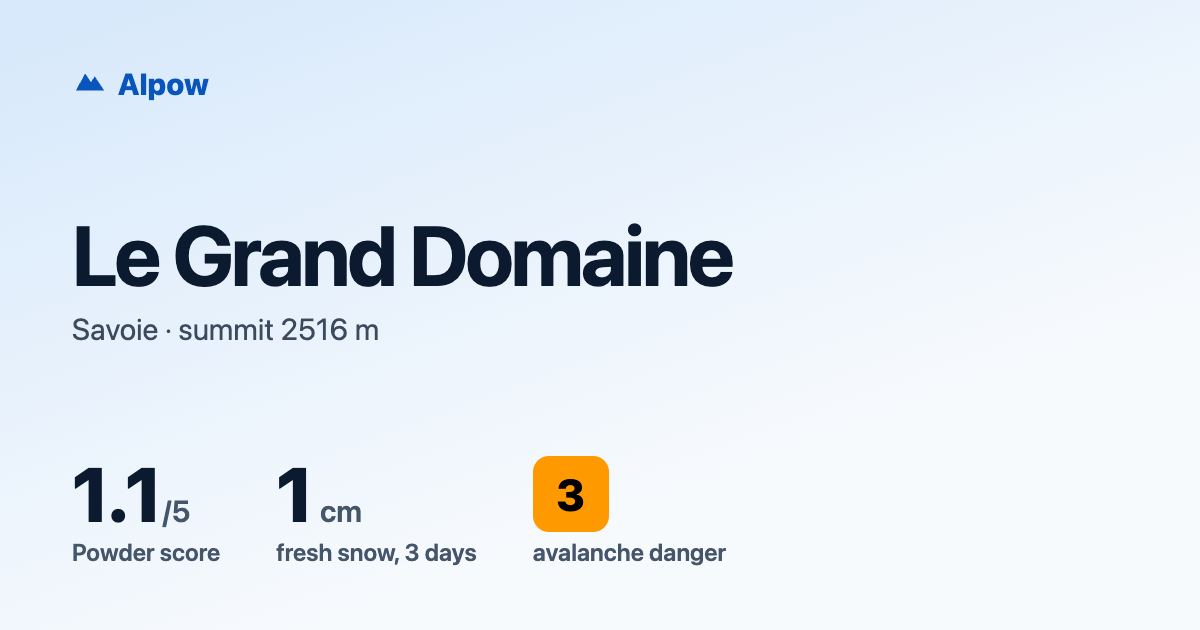 Alpow
Le Grand Domaine
Savoie · summit 2516 m
1.1/5
Powder score
1 cm
fresh snow, 3 days
3
avalanche danger